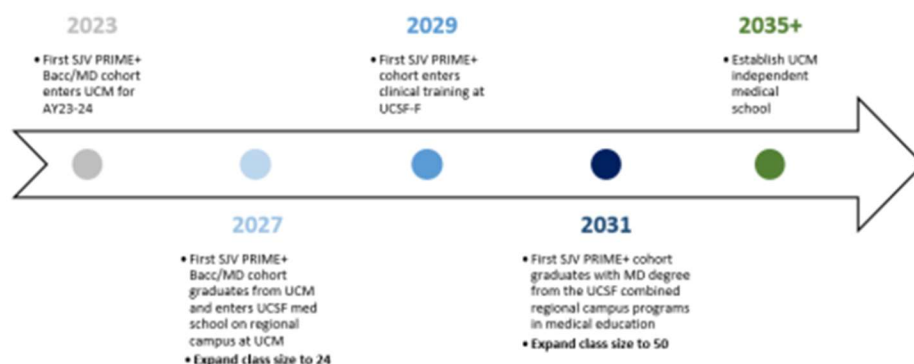 2023
• First SJV PRIME+
Bacc/MD cohort
enters UCM for
AY23-24
2029
• First SJV PRIME+
cohort enters
clinical training at
UCSF-F
2035+
• Establish UCM
independent
medical
school
2027
• First SJV PRIME+
Bacc/MD cohort
graduates from UCM
and enters UCSF med
school on regional
campus at UCM
• Expand class size to 24
2031
• First SJV PRIME+ cohort
graduates with MD degree
from the UCSF combined
regional campus programs
in medical education
• Expand class size to 50